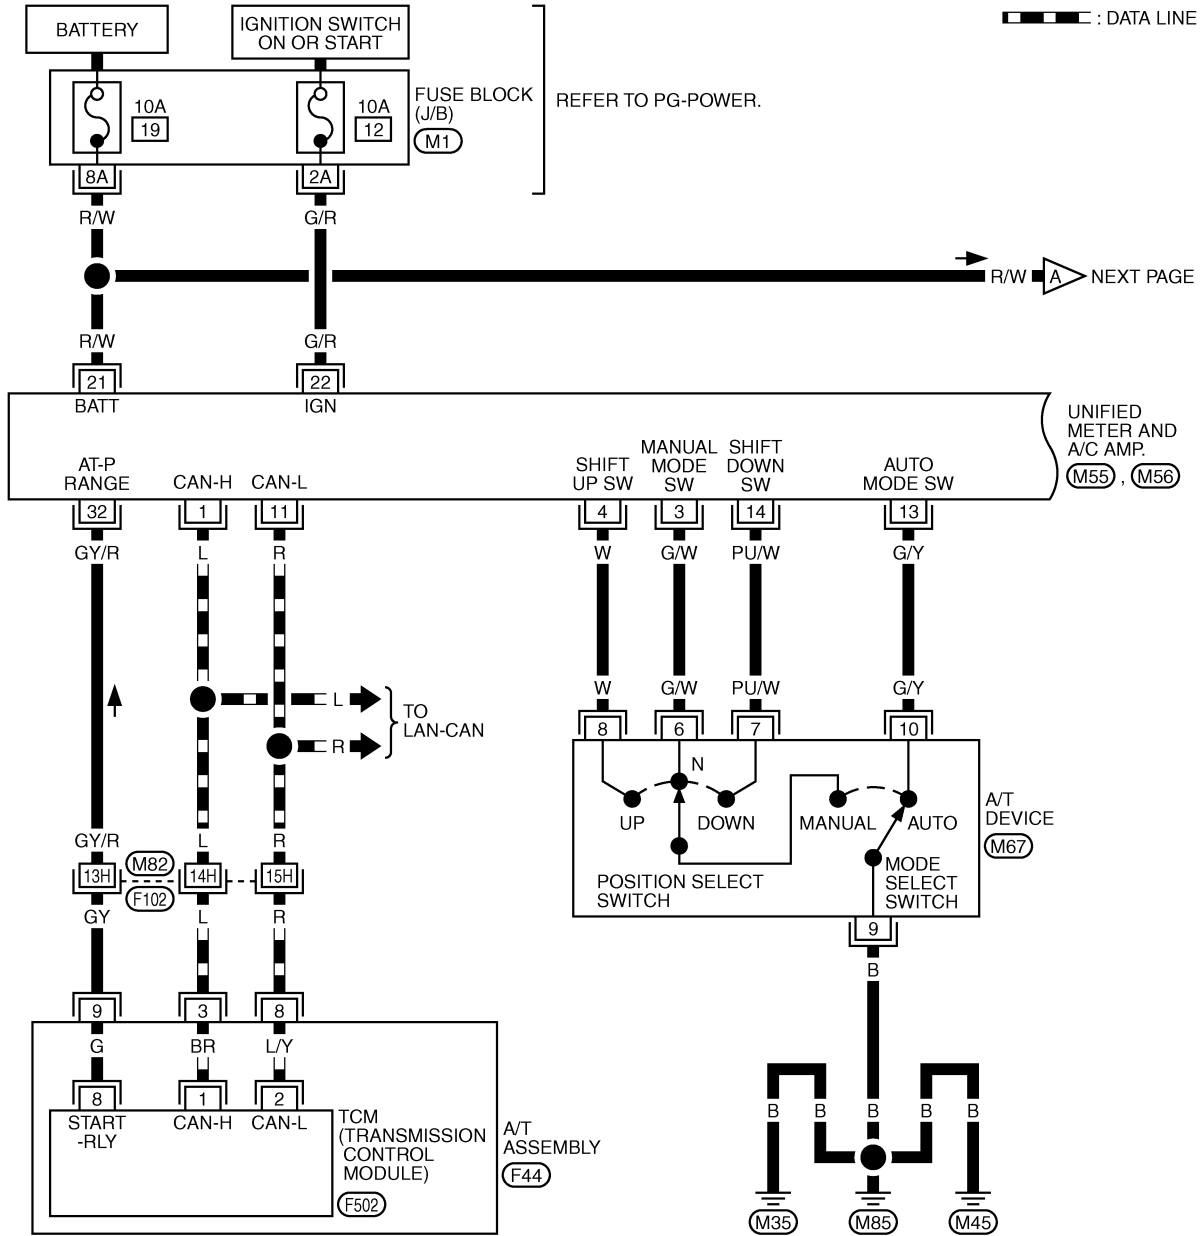 BATTERY
IGNITION SWITCH
ON OR START
: DATA LINE
10A
19
10A
12
FUSE BLOCK
(J/B)
M1
REFER TO PG-POWER.
8A
2A
R/W
G/R
R/W
A
NEXT PAGE
R/W
G/R
21
22
BATT
IGN
UNIFIED
METER AND
A/C AMP.
M55 , M56
AT-P
RANGE
CAN-H
CAN-L
SHIFT
UP SW
MANUAL
MODE
SW
SHIFT
DOWN
SW
AUTO
MODE SW
32
1
11
4
3
14
13
GY/R
L
R
W
G/W
PU/W
G/Y
L
R
TO
LAN-CAN
W
G/W
PU/W
G/Y
8
6
7
10
N
UP
DOWN
MANUAL
AUTO
A/T
DEVICE
M67
POSITION SELECT
SWITCH
MODE
SELECT
SWITCH
9
GY/R
L
R
13H
M82
F102
14H
15H
GY
L
R
B
9
3
8
G
BR
L/Y
8
1
2
START
-RLY
CAN-H
CAN-L
TCM
(TRANSMISSION
CONTROL
MODULE)
F502
A/T
ASSEMBLY
F44
B
B
B
B
B
M35
M85
M45